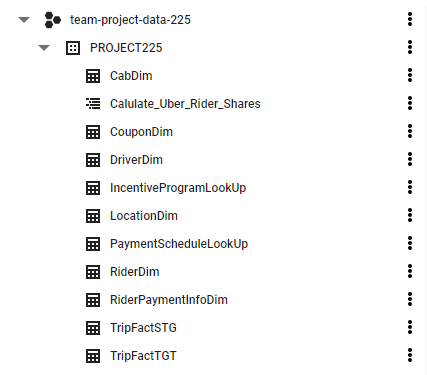 team-project-data-225
PROJECT225
CabDim
Calulate_Uber_Rider_Shares
CouponDim
DriverDim
IncentiveProgramLookUp
LocationDim
PaymentScheduleLookUp
RiderDim
RiderPaymentInfoDim
TripFactSTG
TripFactTGT